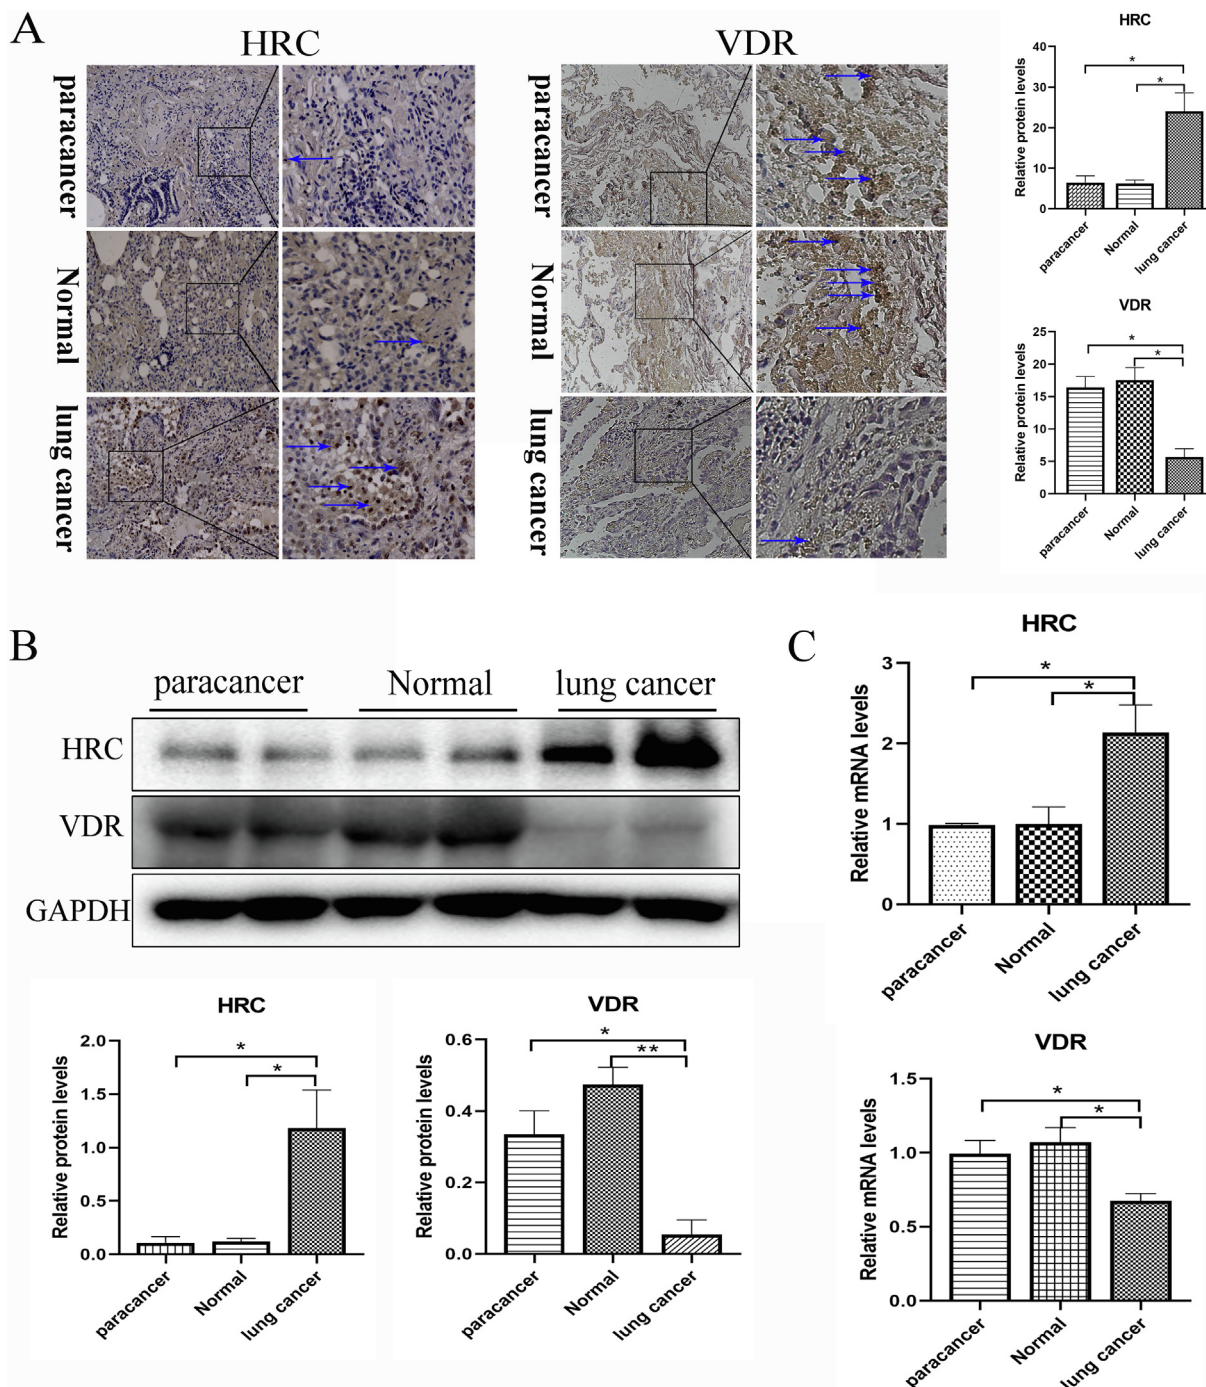 A
HRC
VDR
paracancer
Normal
lung cancer
paracancer
Normal
lung cancer
HRC
Relative protein levels
40
30
20
10
0
*
*
paracancer
Normal
lung cancer
VDR
Relative protein levels
25
20
15
10
5
0
*
*
paracancer
Normal
lung cancer
B
paracancer Normal lung cancer
HRC
VDR
GAPDH
HRC
Relative protein levels
2.0
1.5
1.0
0.5
0.0
*
*
paracancer
Normal
lung cancer
VDR
Relative protein levels
0.6
0.4
0.2
0.0
*
**
paracancer
Normal
lung cancer
C
HRC
Relative mRNA levels
3
2
1
0
*
*
paracancer
Normal
lung cancer
VDR
Relative mRNA levels
1.5
1.0
0.5
0.0
*
*
paracancer
Normal
lung cancer